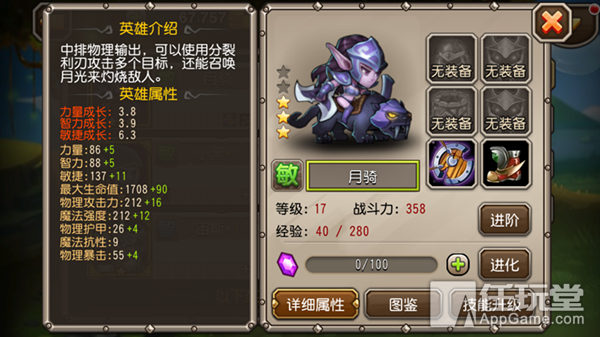 英雄介绍
中排物理输出，可以使用分裂
利刃攻击多个目标，还能召唤
月光来灼烧敌人。
英雄属性
力量成长: 3.8
智力成长: 3.9
敏捷成长: 6.3
力量:86+5
智力:88+5
敏捷:137+11
最大生命值:1708+90
物理攻击力:212+16
魔法强度:212+12
物理护甲:26+4
魔法抗性:9
物理暴击:55+4
无装备 无装备
无装备 无装备
敏 月骑
等级: 17 战斗力: 358
经验: 40 / 280
进阶
0/100
进化
详细属性 图鉴 技能升级
任玩堂
AppGame.com